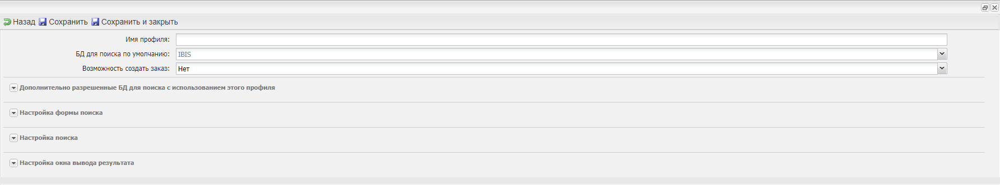 Назад Сохранить Сохранить и закрыть
Имя профиля:
БД для поиска по умолчанию: IBIS
Возможность создать заказ: Нет
Дополнительно разрешенные БД для поиска с использованием этого профиля
Настройка формы поиска
Настройка поиска
Настройка окна вывода результата